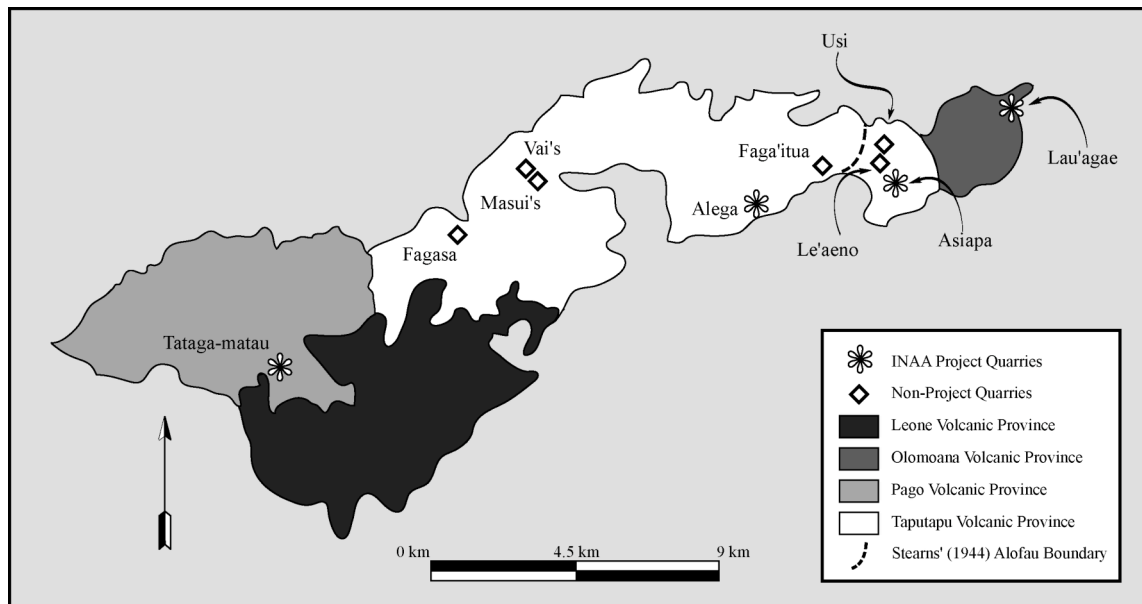 Usi
Vai's
Faga'itua
Lau'agae
Masui's
Alega
Le'aeno
Asiapa
Fagasa
Tataga-matau
INAA Project Quarries
Non-Project Quarries
Leone Volcanic Province
Olomoana Volcanic Province
Pago Volcanic Province
Taputapu Volcanic Province
Stearns' (1944) Alofau Boundary
0 km 4.5 km 9 km